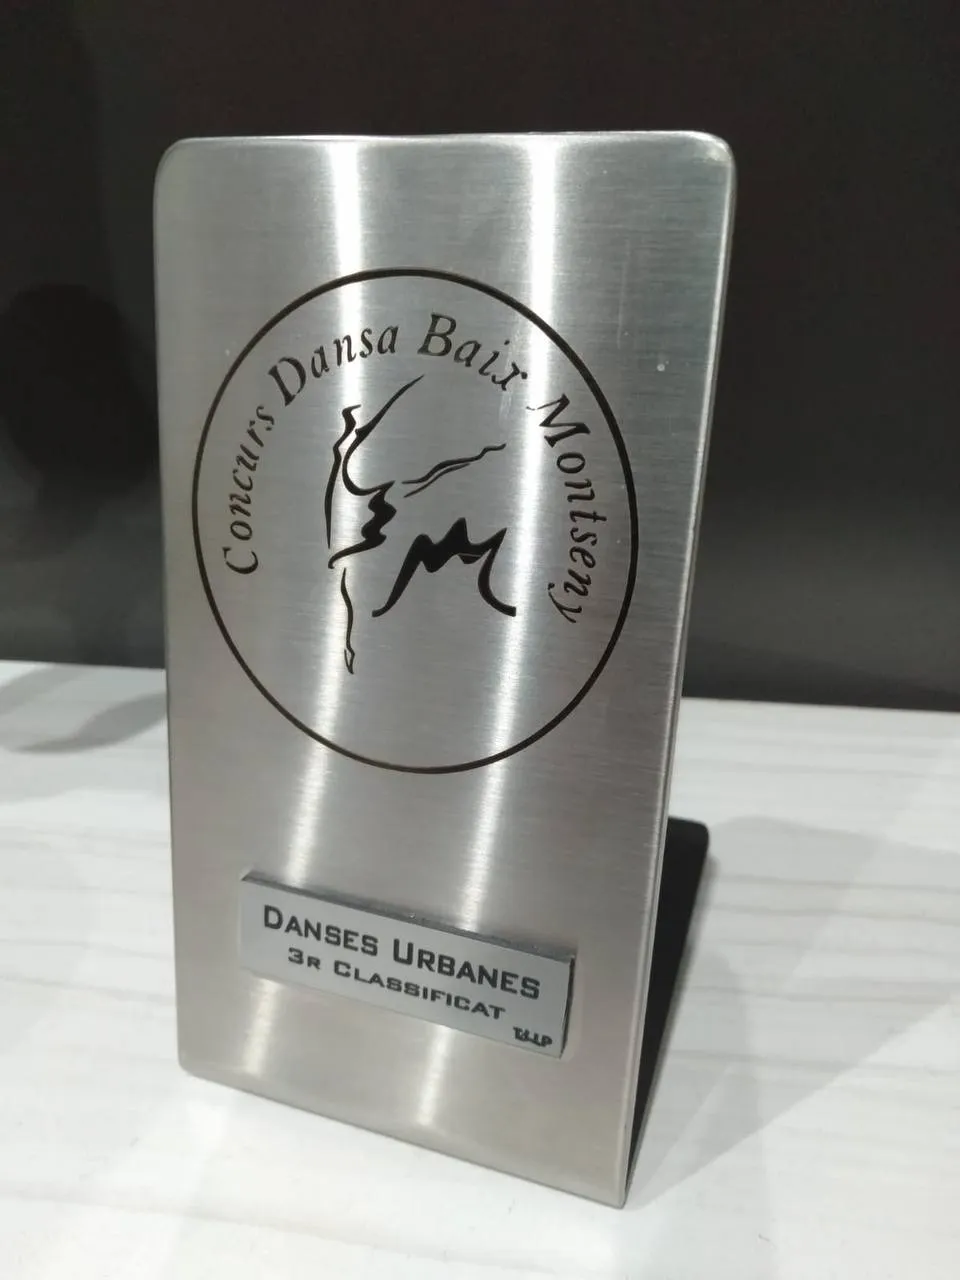 Concurs Dansa Baix Montseny
DANSES URBANES
3R CLASSIFICAT